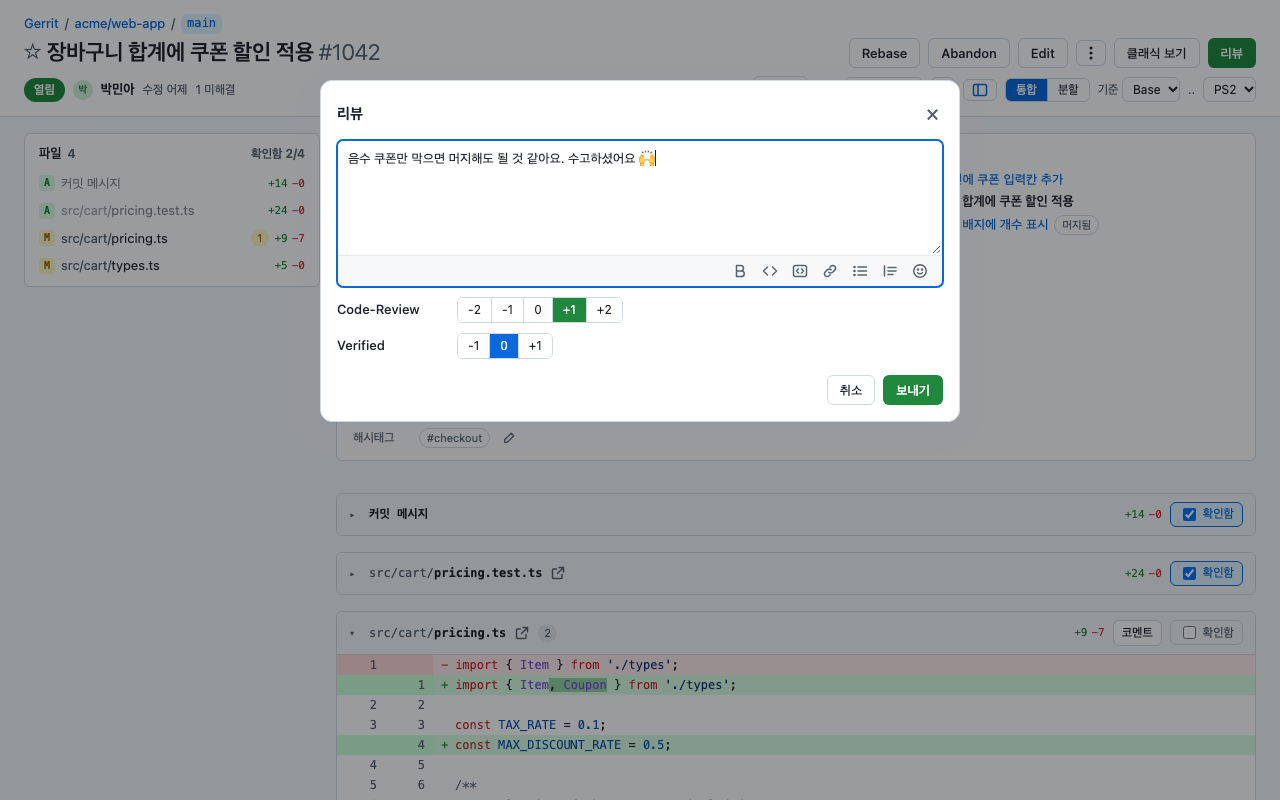 Gerrit / acme/web-app / main
☆ 장바구니 합계에 쿠폰 할인 적용 #1042
Rebase Abandon Edit 클래식 보기 리뷰
열림 박 박민아 수정 어제 1 미해결
통합 분할 기준 Base .. PS2
파일 4 확인함 2/4
A 커밋 메시지 +14 −0
A src/cart/pricing.test.ts +24 −0
M src/cart/pricing.ts 1 +9 −7
M src/cart/types.ts +5 −0
리뷰
음수 쿠폰만 막으면 머지해도 될 것 같아요. 수고하셨어요 🙌
Code-Review -2 -1 0 +1 +2
Verified -1 0 +1
취소 보내기
에 쿠폰 입력칸 추가
합계에 쿠폰 할인 적용
배지에 개수 표시 머지됨
해시태그 #checkout
▸ 커밋 메시지 +14 −0 확인함
▸ src/cart/pricing.test.ts +24 −0 확인함
▾ src/cart/pricing.ts 2 +9 −7 코멘트 확인함
1 − import { Item } from './types';
1 + import { Item, Coupon } from './types';
2 2
3 3 const TAX_RATE = 0.1;
4 + const MAX_DISCOUNT_RATE = 0.5;
4 5
5 6 /**